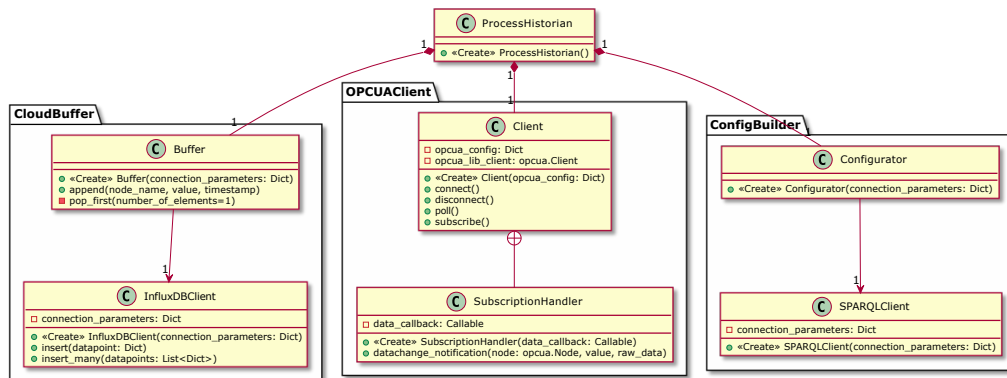 C ProcessHistorian
«Create» ProcessHistorian()
1
1
1
CloudBuffer
OPCUAClient
ConfigBuilder
1
1
1
C Buffer
«Create» Buffer(connection_parameters: Dict)
append(node_name, value, timestamp)
pop_first(number_of_elements=1)
C Client
opcua_config: Dict
opcua_lib_client: opcua.Client
«Create» Client(opcua_config: Dict)
connect()
disconnect()
poll()
subscribe()
C Configurator
«Create» Configurator(connection_parameters: Dict)
1
1
C InfluxDBClient
connection_parameters: Dict
«Create» InfluxDBClient(connection_parameters: Dict)
insert(datapoint: Dict)
insert_many(datapoints: List<Dict>)
C SubscriptionHandler
data_callback: Callable
«Create» SubscriptionHandler(data_callback: Callable)
datachange_notification(node: opcua.Node, value, raw_data)
C SPARQLClient
connection_parameters: Dict
«Create» SPARQLClient(connection_parameters: Dict)